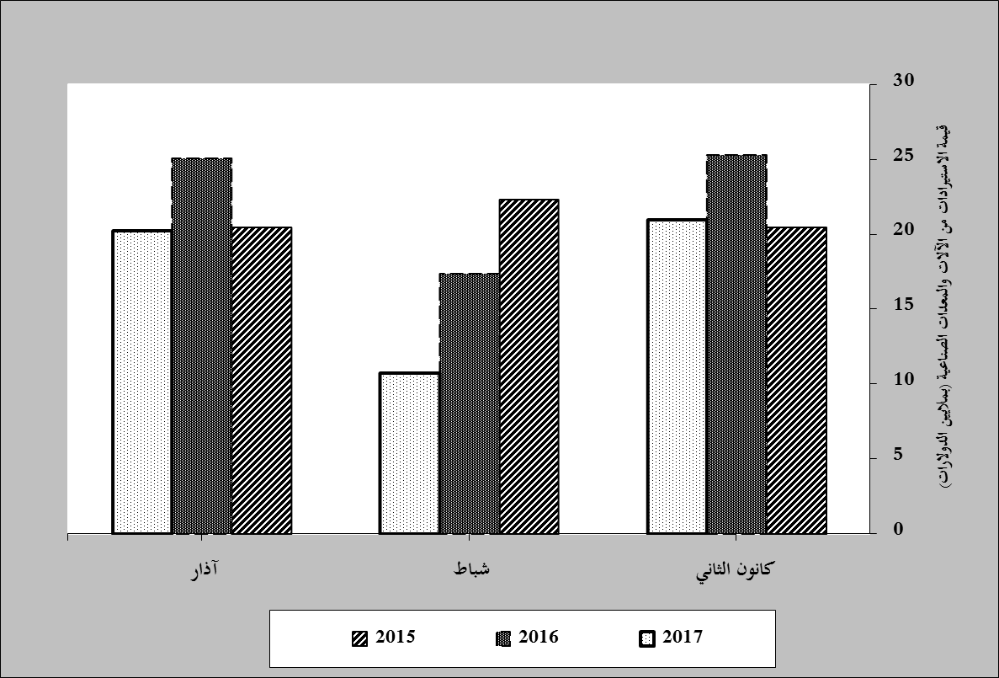 30
25
20
15
10
5
0
قيمة الاستيرادات من الآلات والمعدات الصناعية (بملايين الدولارات)
كانون الثاني
شباط
آذار
2015
2016
2017